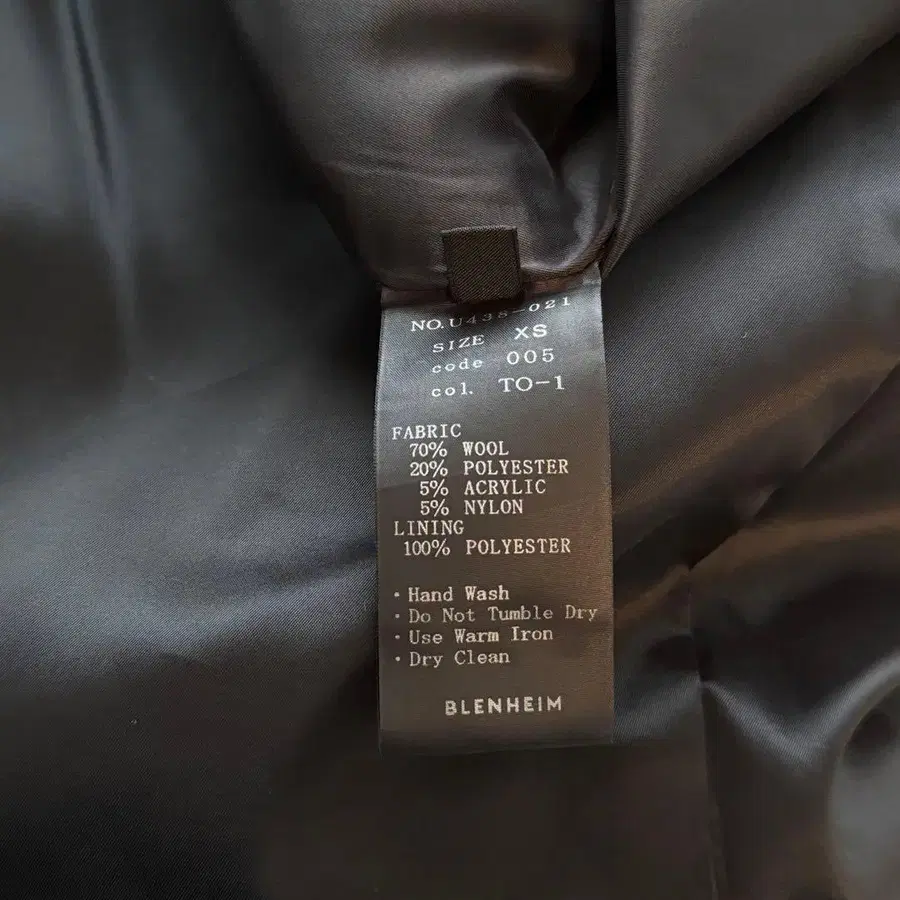 NO.U438-021
SIZE XS
code 005
col. TO-1
FABRIC
70% WOOL
20% POLYESTER
5% ACRYLIC
5% NYLON
LINING
100% POLYESTER
· Hand Wash
· Do Not Tumble Dry
· Use Warm Iron
· Dry Clean
BLENHEIM